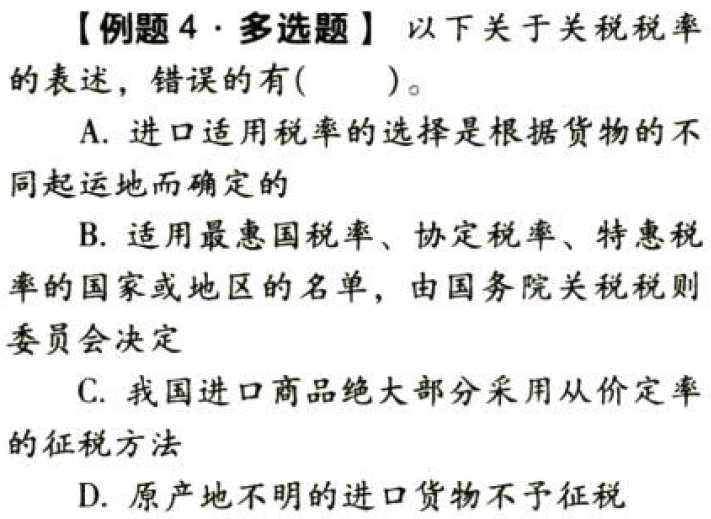 【例题4·多选题】 以下关于关税税率
的表述，错误的有(  )。
A. 进口适用税率的选择是根据货物的不
同起运地而确定的
B. 适用最惠国税率、协定税率、特惠税
率的国家或地区的名单，由国务院关税税则
委员会决定
C. 我国进口商品绝大部分采用从价定率
的征税方法
D. 原产地不明的进口货物不予征税